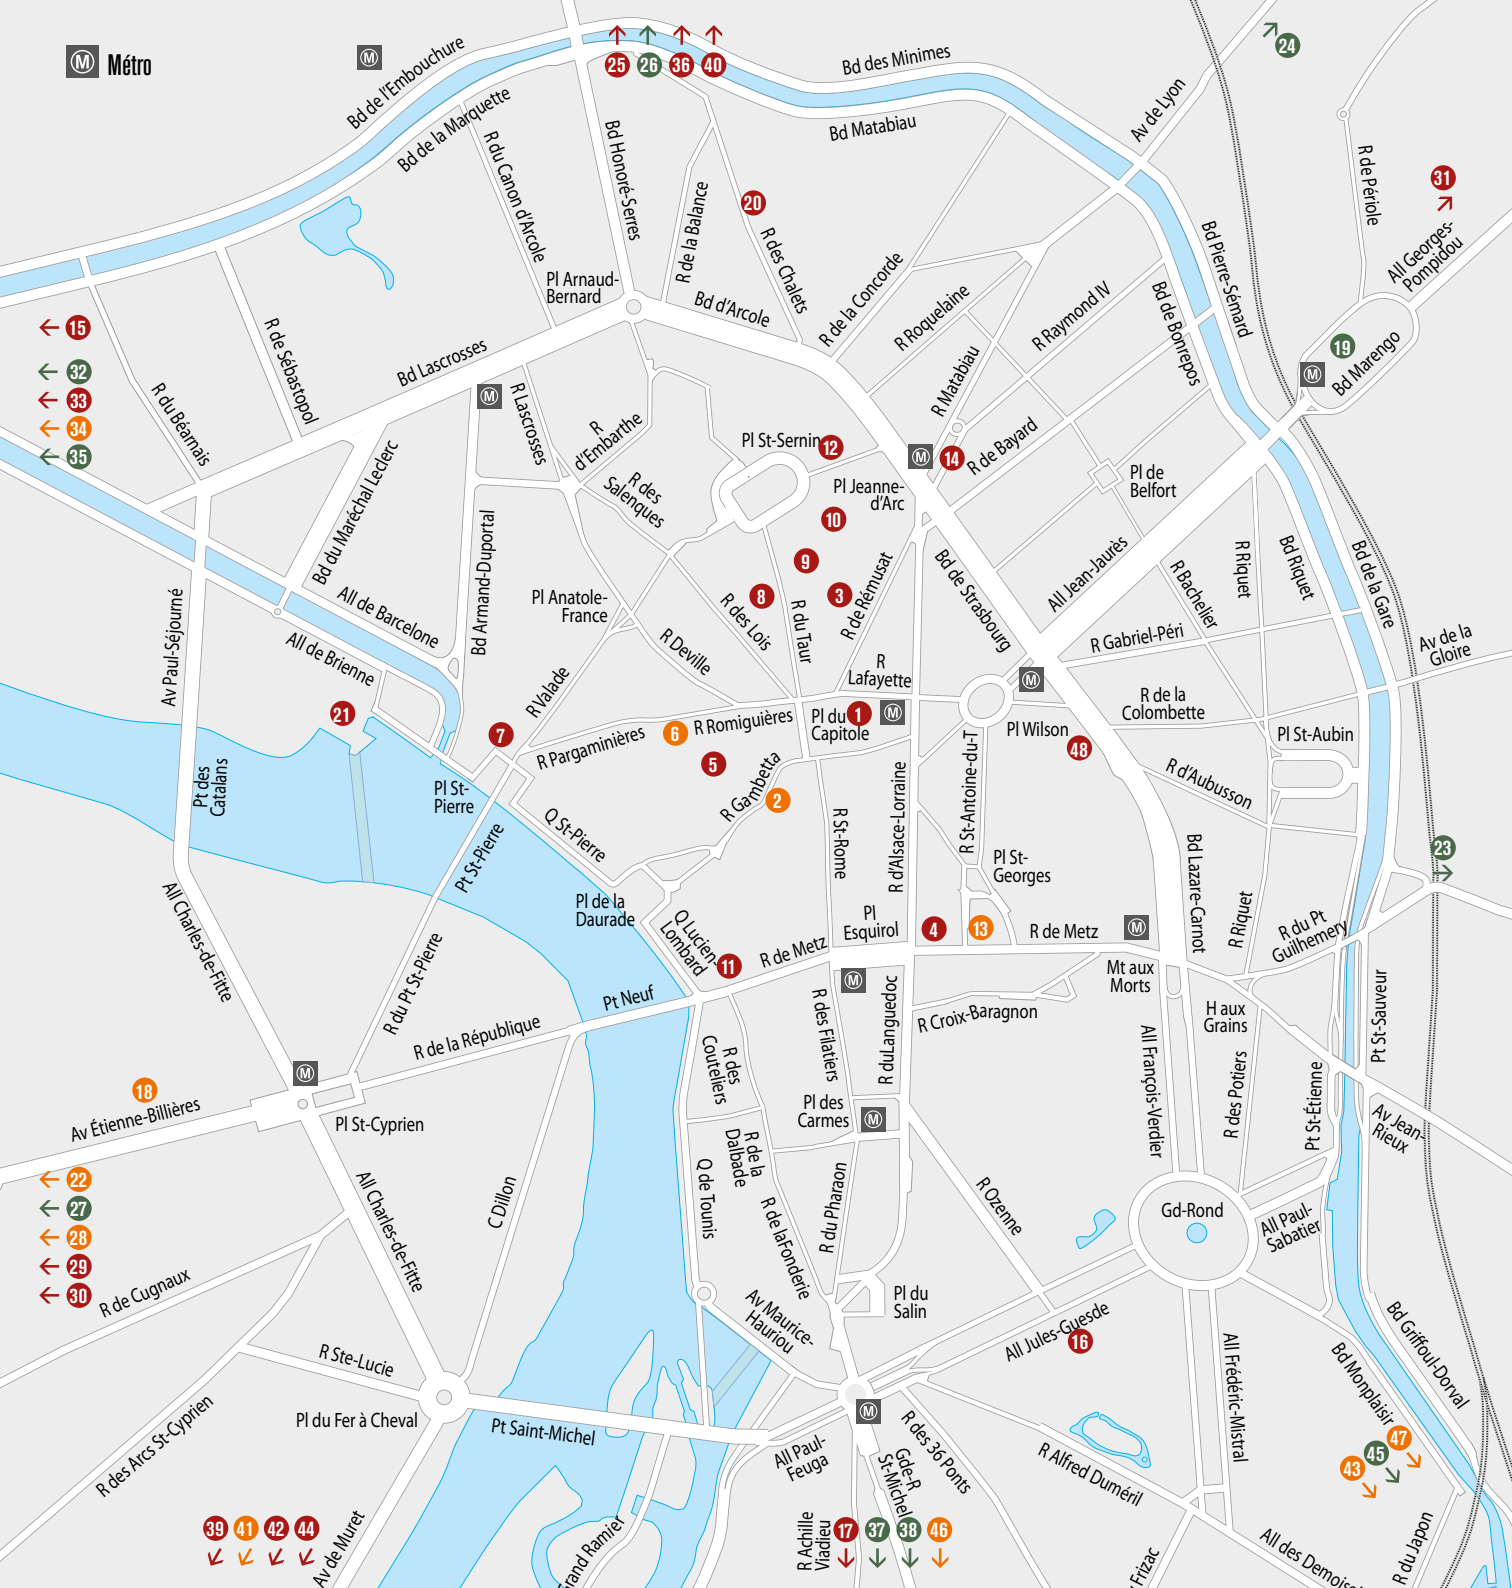 M Métro
M
Bd de l'Embouchure
Bd de la Marquette
25
26
36
40
Bd des Minimes
Bd Matabiau
24
Av de Lyon
31
R de Périole
All Georges-
Pompidou
R du Canon d'Arcole
Bd Honoré-Serres
R de la Balance
20
R des Chalets
R de la Concorde
Pl Arnaud-
Bernard
Bd d'Arcole
R Roquelaine
R Raymond IV
Bd de Bonrepos
Bd Pierre-Sémard
19
M
Bd Marengo
15
32
33
34
35
R de Sébastopol
R du Béarnais
Bd Lascrosses
M
R Lascrosses
R
d'Embarthe
R des
Salenques
Pl St-Sernin
12
R Matabiau
M
14
R de Bayard
Pl Jeanne-
d'Arc
10
Pl de
Belfort
Bd du Maréchal Leclerc
Bd Armand-Duportal
9
8
3
R de Rémusat
Bd de Strasbourg
All Jean-Jaurès
R Bachelier
R Riquet
Bd Riquet
Bd de la Gare
Av de la
Gloire
Av Paul-Séjourné
All de Barcelone
All de Brienne
Pl Anatole-
France
R des Lois
R du Taur
R Deville
R Valade
R
Lafayette
R Gabriel-Péri
M
R de la
Colombette
21
7
R Pargaminières
6
R Romiguières
Pl du
Capitole
1
M
Pl Wilson
48
Pl St-Aubin
5
R d'Aubusson
Pt des
Catalans
Pl St-
Pierre
R Gambetta
2
R St-Antoine-du-T
R d'Alsace-Lorraine
R St-Rome
Q St-Pierre
Pt St-Pierre
Pl St-
Georges
Bd Lazare-Carnot
23
All Charles-de-Fitte
Pl de la
Daurade
Q Lucien-
Lombard
11
R de Metz
Pl
Esquirol
4
13
R de Metz
M
R Riquet
R du Pt
Guilhemery
M
Mt aux
Morts
R du Pt St-Pierre
Pt Neuf
R de la République
R des Filatiers
R duLanguedoc
R Croix-Baragnon
H aux
Grains
Pt St-Sauveur
R des
Couteliers
All François-Verdier
R des Potiers
Pt St-Étienne
M
18
Av Étienne-Billières
Pl St-Cyprien
Pl des
Carmes
M
Av Jean-
Rieux
22
27
28
29
30
All Charles-de-Fitte
C Dillon
Q de Tounis
R de la
Dalbade
R du Pharaon
R de laFonderie
R Ozenne
Gd-Rond
All Paul-
Sabatier
R de Cugnaux
Pl du
Salin
Av Maurice-
Hauriou
All Jules-Guesde
16
Bd Griffoul-Dorval
R Ste-Lucie
Bd Monplaisir
All Frédéric-Mistral
R des Arcs St-Cyprien
Pl du Fer à Cheval
Pt Saint-Michel
M
R des 36 Ponts
All Paul-
Feuga
Gde-R
St-Michel
R Alfred Duméril
43
45
47
39
41
42
44
Av de Muret
Grand Ramier
R Achille
Viadieu
17
37
38
46
Frizac
All des Demoisel
R du Japon